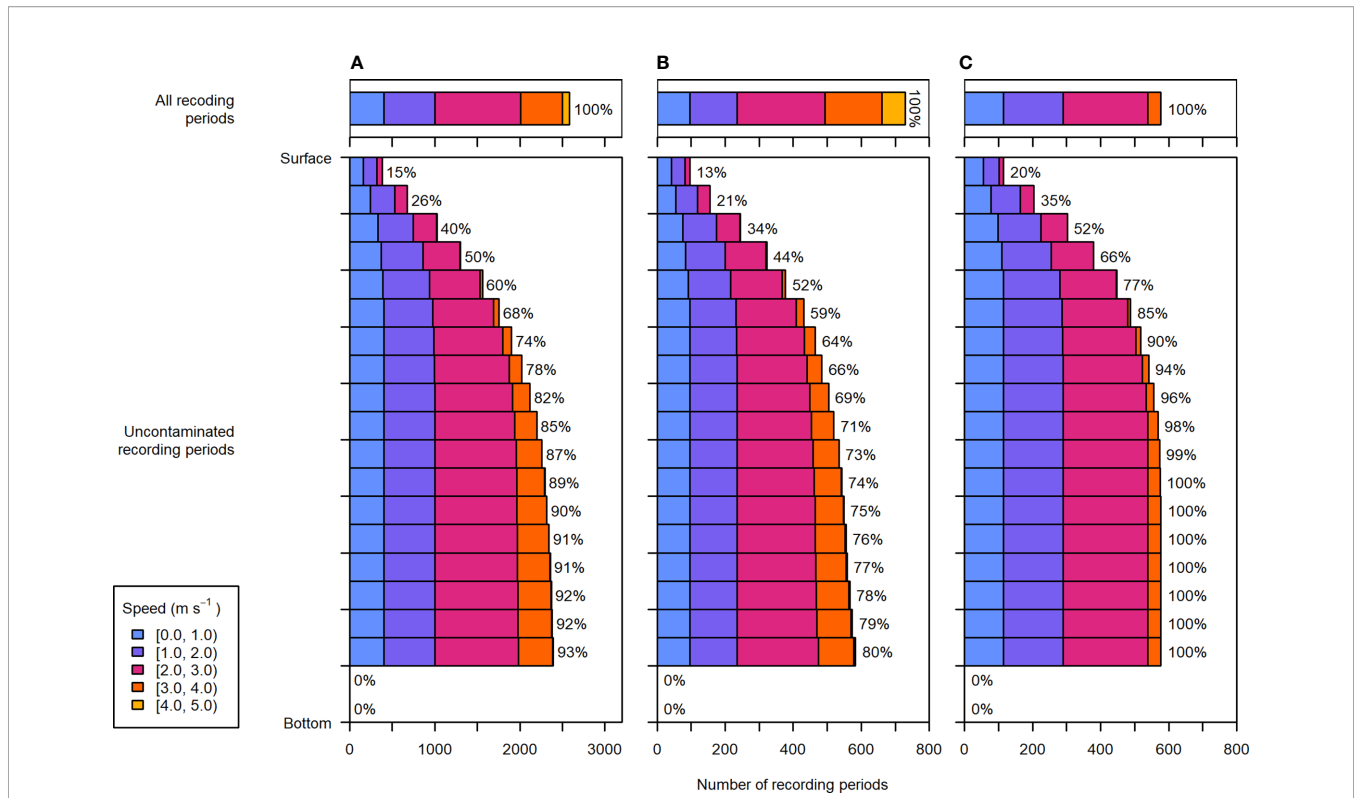 A B C
All recoding
periods
100% 100% 100%
Surface
15% 13% 20%
26% 21% 35%
40% 34% 52%
50% 44% 66%
60% 52% 77%
68% 59% 85%
74% 64% 90%
78% 66% 94%
82% 69% 96%
85% 71% 98%
Uncontaminated
recording periods
87% 73% 99%
89% 74% 100%
90% 75% 100%
91% 76% 100%
91% 77% 100%
92% 78% 100%
92% 79% 100%
93% 80% 100%
0% 0% 0%
0% 0% 0%
Speed (m s⁻¹ )
[0.0, 1.0)
[1.0, 2.0)
[2.0, 3.0)
[3.0, 4.0)
[4.0, 5.0)
Bottom
0 1000 2000 3000 0 200 400 600 800 0 200 400 600 800
Number of recording periods